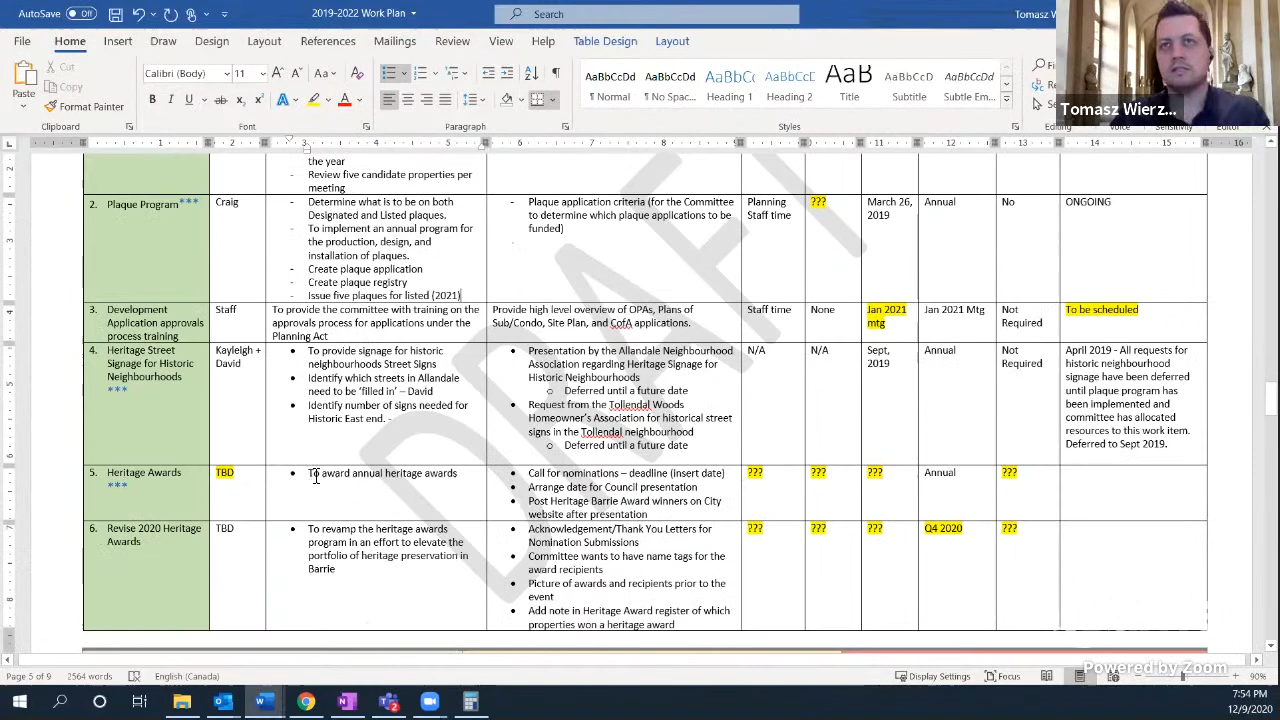 AutoSave Off
2019-2022 Work Plan
Search
Tomasz
Home Insert Draw Design Layout References Mailings Review View Help Table Design Layout
Cut
Copy
Format Painter
Paste
Clipboard
Calibri (Body) 11
Font
Paragraph
AaBbCcDd AaBbCcDd AaBbC AaBbCcC AaB AaBbCcD AaBbCcDd
¶ Normal ¶ No Spac... Heading 1 Heading 2 Title Subtitle Subtle Em...
Styles
Editing Voice Sensitivity Editor
Tomasz Wierz...
the year
- Review five candidate properties per
meeting
2. Plaque Program***
Craig
- Determine what is to be on both
Designated and Listed plaques.
- To implement an annual program for
the production, design, and
installation of plaques.
- Create plaque application
- Create plaque registry
- Issue five plaques for listed (2021)
- Plaque application criteria (for the Committee
to determine which plaque applications to be
funded)
Planning
Staff time
???
March 26,
2019
Annual
No
ONGOING
3. Development
Application approvals
process training
Staff
To provide the committee with training on the
approvals process for applications under the
Planning Act.
Provide high level overview of OPAs, Plans of
Sub/Condo, Site Plan, and CofA applications.
Staff time
None
Jan 2021
mtg
Jan 2021 Mtg
Not
Required
To be scheduled
4. Heritage Street
Signage for Historic
Neighbourhoods
***
Kayleigh +
David
• To provide signage for historic
neighbourhoods Street Signs
• Identify which streets in Allandale
need to be 'filled in' – David
• Identify number of signs needed for
Historic East end. -
• Presentation by the Allandale Neighbourhood
Association regarding Heritage Signage for
Historic Neighbourhoods
o Deferred until a future date
• Request from the Tollendal Woods
Homeowner's Association for historical street
signs in the Tollendal neighbourhood
o Deferred until a future date
N/A
N/A
Sept,
2019
Annual
Not
Required
April 2019 - All requests for
historic neighbourhood
signage have been deferred
until plaque program has
been implemented and
committee has allocated
resources to this work item.
Deferred to Sept 2019.
5. Heritage Awards
***
TBD
• To award annual heritage awards
• Call for nominations – deadline (insert date)
• Arrange date for Council presentation
• Post Heritage Barrie Award winners on City
website after presentation
???
???
???
Annual
???
6. Revise 2020 Heritage
Awards
TBD
• To revamp the heritage awards
program in an effort to elevate the
portfolio of heritage preservation in
Barrie
• Acknowledgement/Thank You Letters for
Nomination Submissions
• Committee wants to have name tags for the
award recipients
• Picture of awards and recipients prior to the
event
• Add note in Heritage Award register of which
properties won a heritage award
???
???
Q4 2020
???
DRAFT
Powered by Zoom
Page 5 of 9 2564 words English (Canada) Display Settings Focus 90%
7:54 PM
12/9/2020